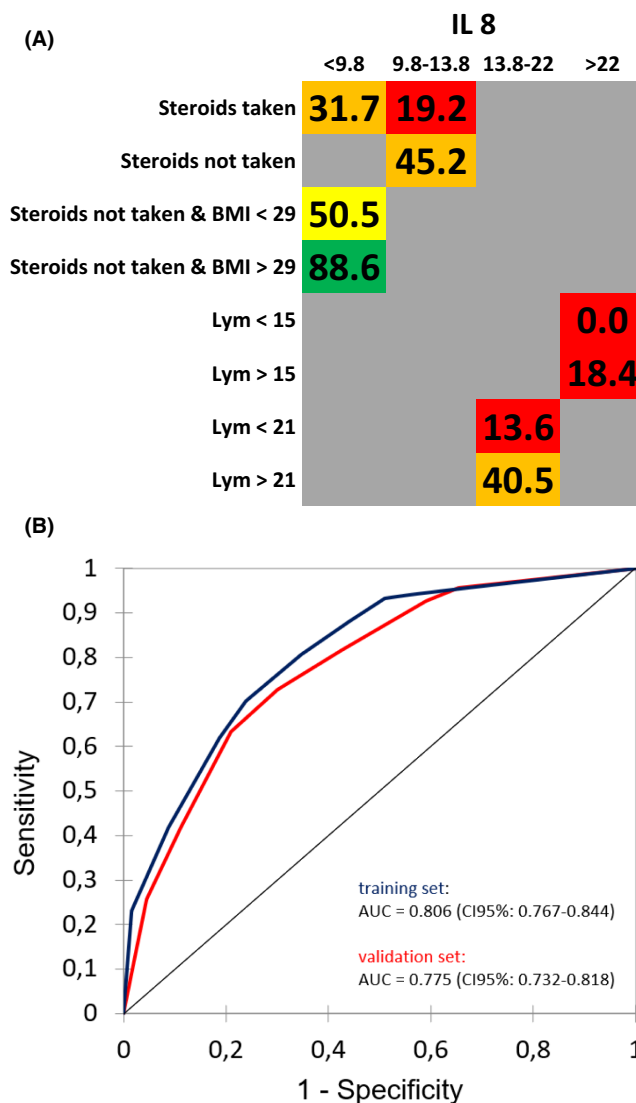 (A)
IL 8
<9.8 9.8-13.8 13.8-22 >22
Steroids taken 31.7 19.2
Steroids not taken 45.2
Steroids not taken & BMI < 29 50.5
Steroids not taken & BMI > 29 88.6
Lym < 15 0.0
Lym > 15 18.4
Lym < 21 13.6
Lym > 21 40.5
(B)
1
0,9
0,8
0,7
0,6
0,5
0,4
0,3
0,2
0,1
0
Sensitivity
training set:
AUC = 0.806 (CI95%: 0.767-0.844)
validation set:
AUC = 0.775 (CI95%: 0.732-0.818)
0 0,2 0,4 0,6 0,8 1
1 - Specificity